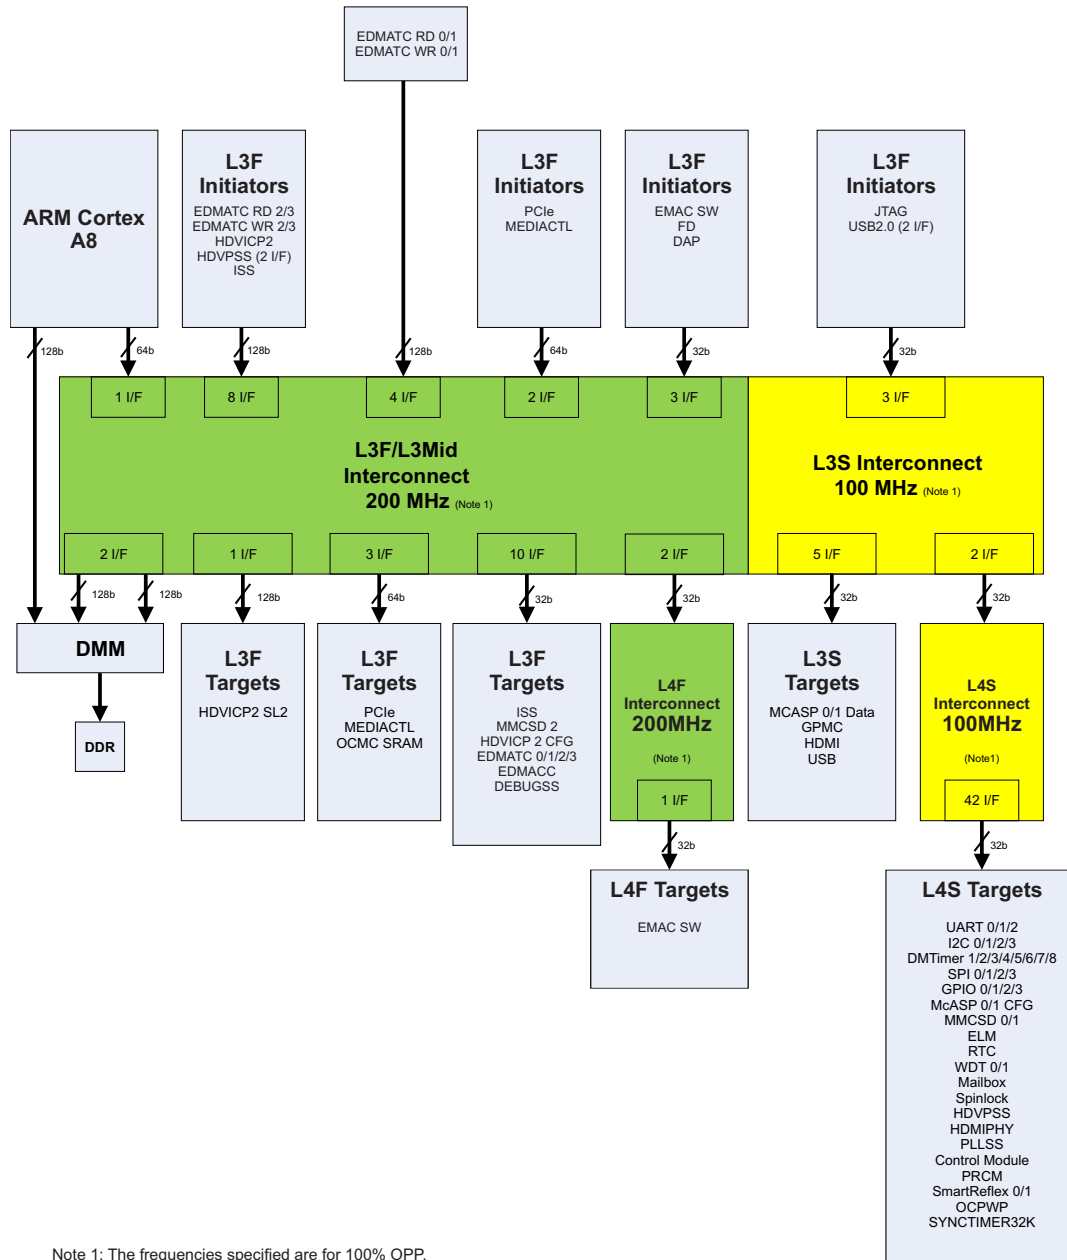 EDMATC RD 0/1
EDMATC WR 0/1
ARM Cortex
A8
L3F
Initiators
EDMATC RD 2/3
EDMATC WR 2/3
HDVICP2
HDVPSS (2 I/F)
ISS
L3F
Initiators
PCIe
MEDIACTL
L3F
Initiators
EMAC SW
FD
DAP
L3F
Initiators
JTAG
USB2.0 (2 I/F)
128b
64b
128b
128b
64b
32b
32b
1 I/F
8 I/F
4 I/F
2 I/F
3 I/F
3 I/F
L3F/L3Mid
Interconnect
200 MHz (Note 1)
L3S Interconnect
100 MHz (Note 1)
2 I/F
1 I/F
3 I/F
10 I/F
2 I/F
5 I/F
2 I/F
128b
128b
128b
64b
32b
32b
32b
32b
DMM
DDR
L3F
Targets
HDVICP2 SL2
L3F
Targets
PCIe
MEDIACTL
OCMC SRAM
L3F
Targets
ISS
MMCSD 2
HDVICP 2 CFG
EDMATC 0/1/2/3
EDMACC
DEBUGSS
L4F
Interconnect
200MHz
(Note 1)
1 I/F
L3S
Targets
MCASP 0/1 Data
GPMC
HDMI
USB
L4S
Interconnect
100MHz
(Note1)
42 I/F
32b
32b
L4F Targets
EMAC SW
L4S Targets
UART 0/1/2
I2C 0/1/2/3
DMTimer 1/2/3/4/5/6/7/8
SPI 0/1/2/3
GPIO 0/1/2/3
McASP 0/1 CFG
MMCSD 0/1
ELM
RTC
WDT 0/1
Mailbox
Spinlock
HDVPSS
HDMIPHY
PLLSS
Control Module
PRCM
SmartReflex 0/1
OCPWP
SYNCTIMER32K
Note 1: The frequencies specified are for 100% OPP.